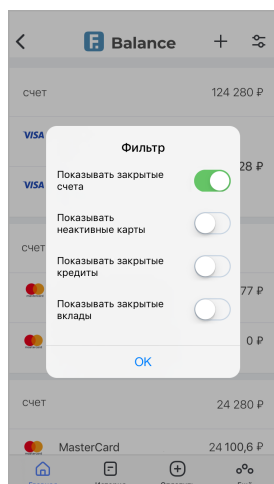 F. Balance
счет 124 280 ₽
VISA
28 ₽
VISA
Фильтр
Показывать закрытые
счета
Показывать
неактивные карты
Показывать закрытые
кредиты
Показывать закрытые
вклады
OK
счет
77 ₽
0 ₽
счет 24 280 ₽
MasterCard 24 100,6 ₽